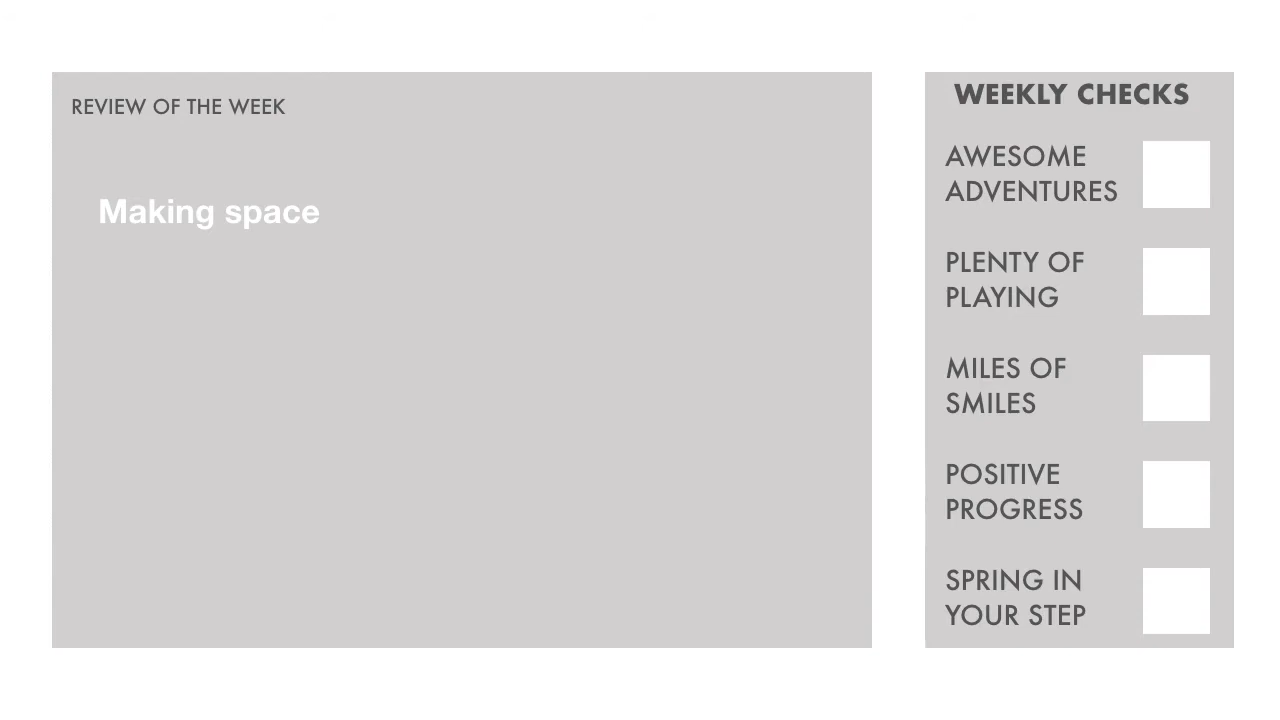 REVIEW OF THE WEEK
Making space
WEEKLY CHECKS
AWESOME
ADVENTURES
PLENTY OF
PLAYING
MILES OF
SMILES
POSITIVE
PROGRESS
SPRING IN
YOUR STEP